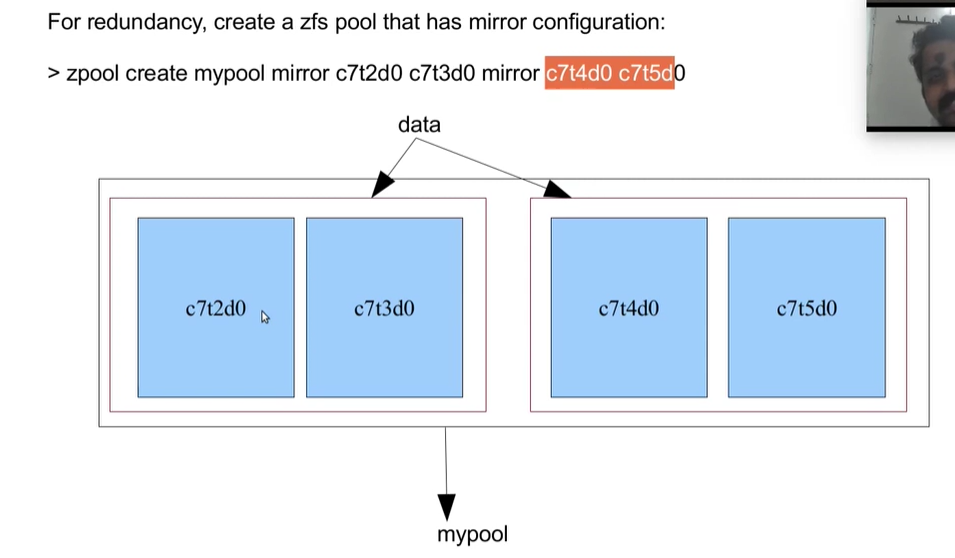 For redundancy, create a zfs pool that has mirror configuration:
> zpool create mypool mirror c7t2d0 c7t3d0 mirror c7t4d0 c7t5d0
data
c7t2d0
c7t3d0
c7t4d0
c7t5d0
mypool